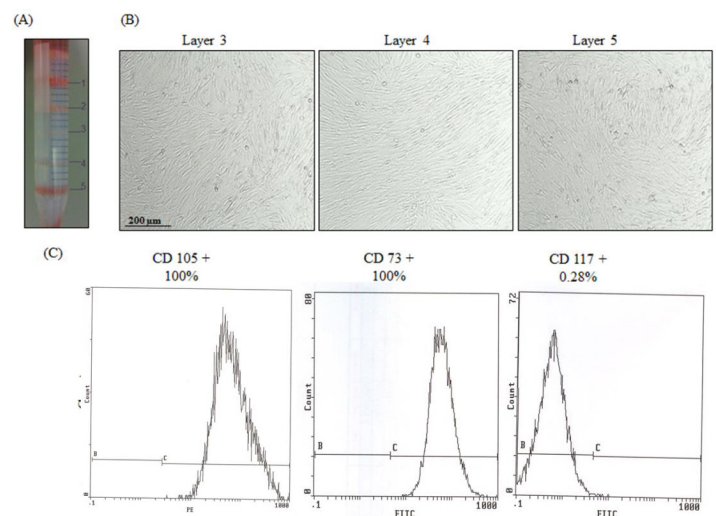 (A)
1
2
3
4
5
(B)
Layer 3
Layer 4
Layer 5
200 µm
(C)
CD 105 +
100%
CD 73 +
100%
CD 117 +
0.28%
60
Count
0
B
C
.1
PE
1000
80
Count
0
B
C
.1
FITC
1000
72
Count
0
B
C
.1
FITC
1000